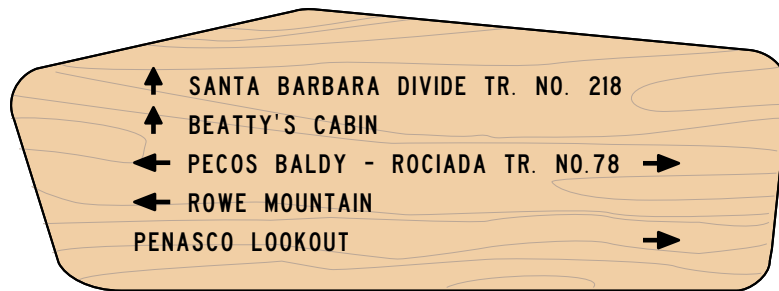 SANTA BARBARA DIVIDE TR. NO. 218
BEATTY'S CABIN
PECOS BALDY - ROCIADA TR. NO.78
ROWE MOUNTAIN
PENASCO LOOKOUT